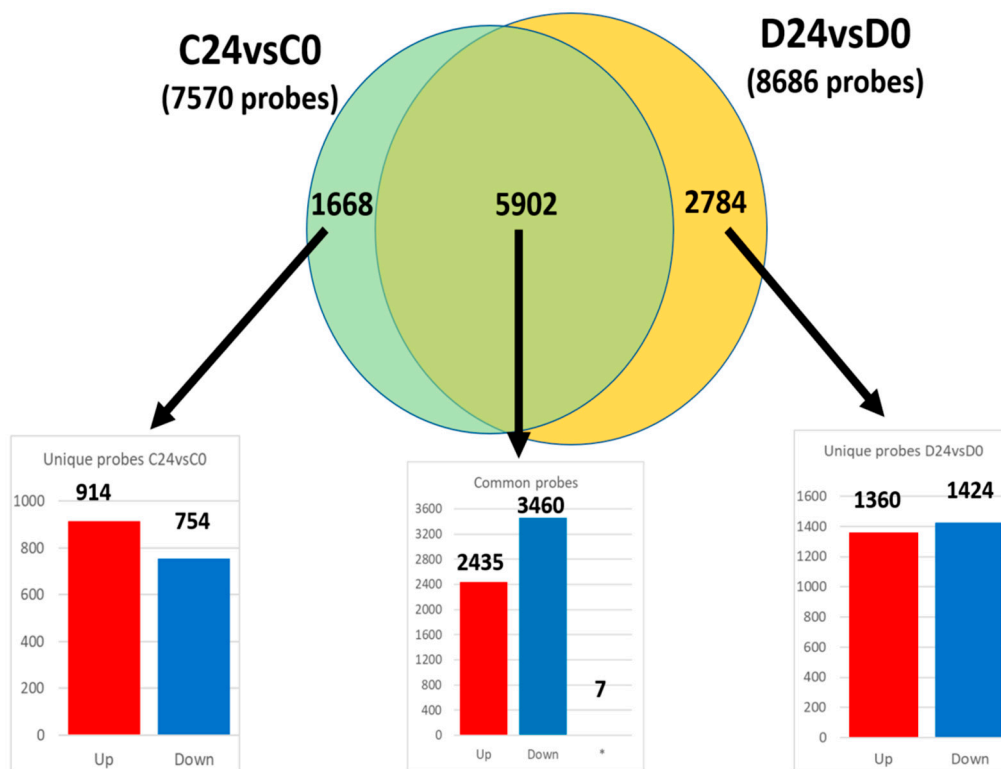 C24vsC0
(7570 probes)
D24vsD0
(8686 probes)
1668
5902
2784
Unique probes C24vsC0
914
754
1000
800
600
400
200
0
Up
Down
Common probes
3460
2435
3600
3200
2800
2400
2000
1600
1200
800
400
0
7
Up
Down
*
Unique probes D24vsD0
1360
1424
1600
1400
1200
1000
800
600
400
200
0
Up
Down